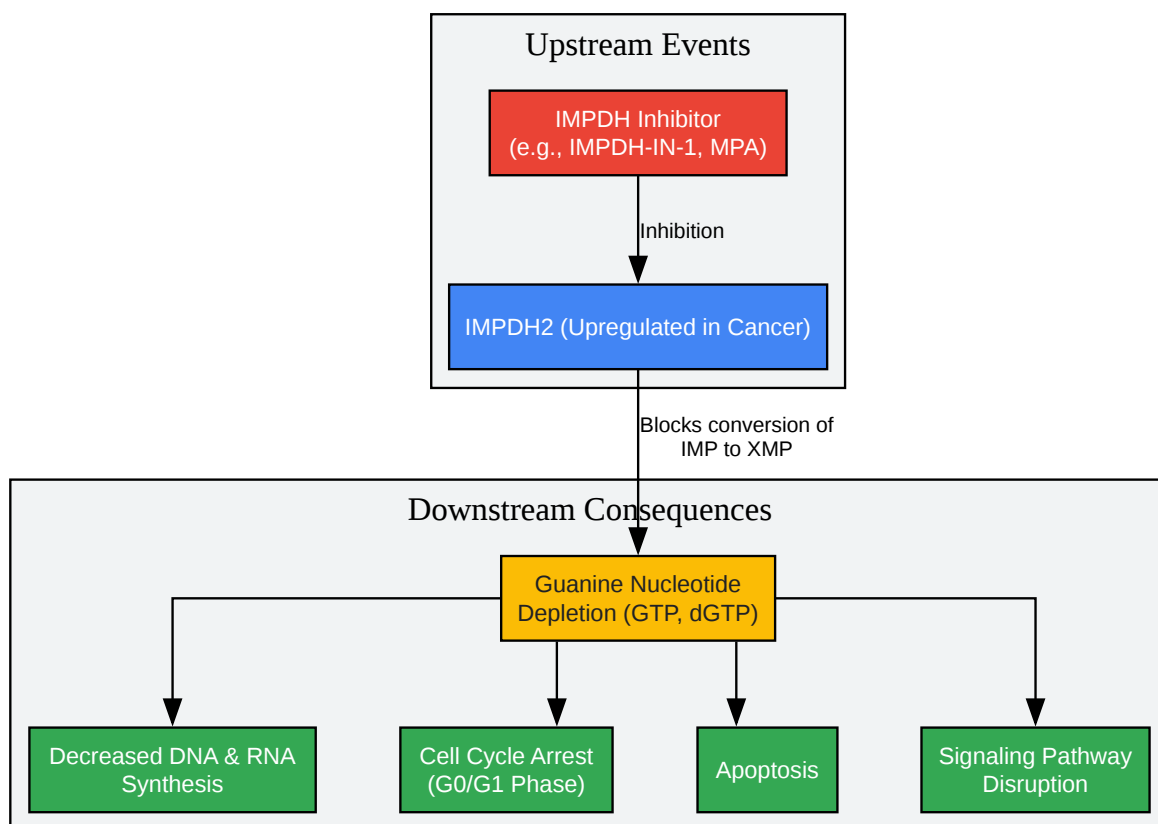 Upstream Events
IMPDH Inhibitor
(e.g., IMPDH-IN-1, MPA)
Inhibition
IMPDH2 (Upregulated in Cancer)
Blocks conversion of
IMP to XMP
Downstream Consequences
Guanine Nucleotide
Depletion (GTP, dGTP)
Decreased DNA & RNA
Synthesis
Cell Cycle Arrest
(G0/G1 Phase)
Apoptosis
Signaling Pathway
Disruption